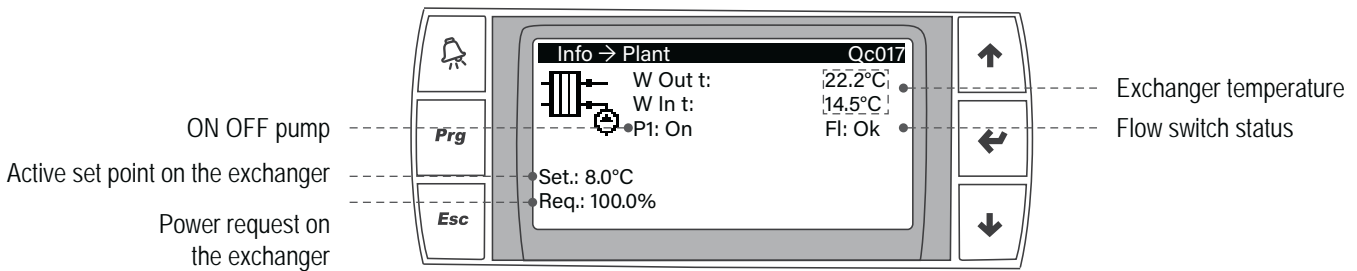 Info → Plant Qc017
W Out t: 22.2°C
W In t: 14.5°C
P1: On Fl: Ok
Set.: 8.0°C
Req.: 100.0%
Prg
Esc
ON OFF pump
Active set point on the exchanger
Power request on
the exchanger
Exchanger temperature
Flow switch status